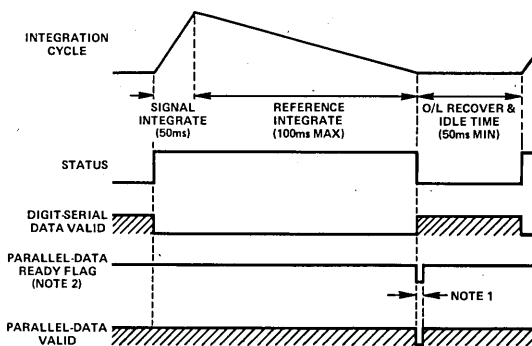 INTEGRATION
CYCLE
SIGNAL
INTEGRATE
(50ms)
REFERENCE
INTEGRATE
(100ms MAX)
O/L RECOVER &
IDLE TIME
(50ms MIN)
STATUS
DIGIT-SERIAL
DATA VALID
PARALLEL-DATA
READY FLAG
(NOTE 2)
NOTE 1
PARALLEL-DATA
VALID